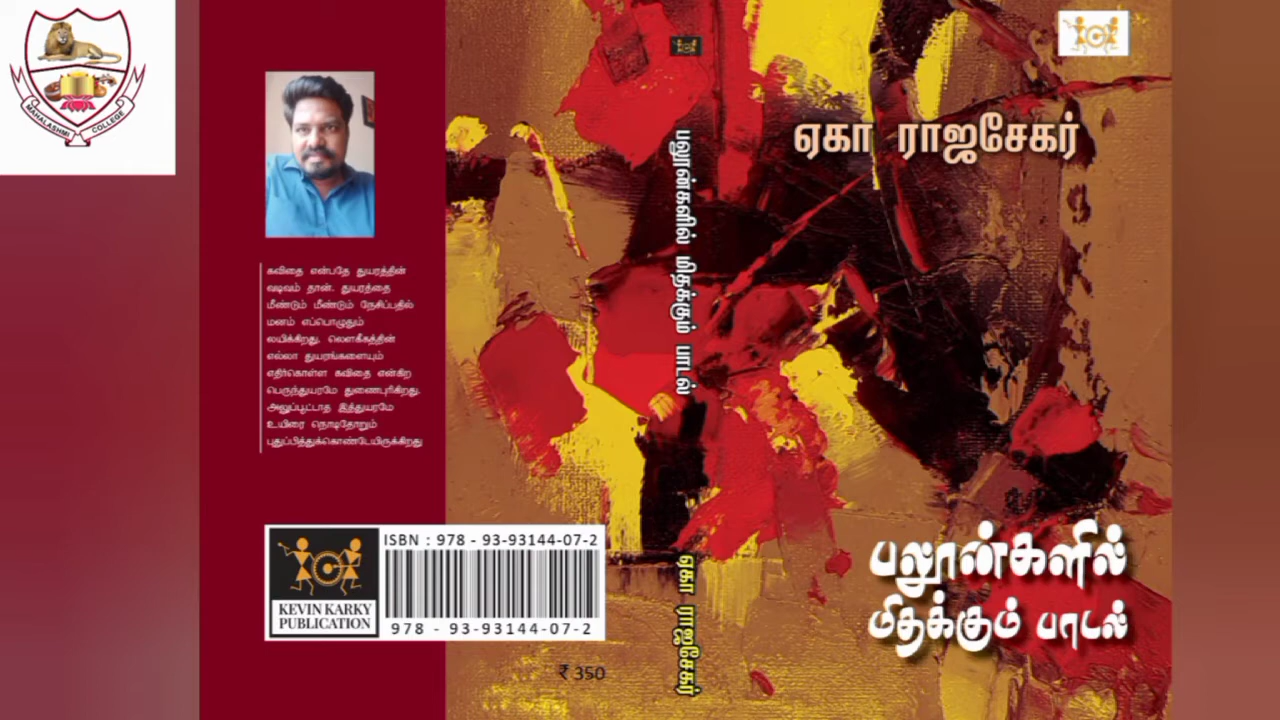 MAHALASHMI COLLEGE
கவிதை என்பதே துயரத்தின்
வடிவம் தான். துயரத்தை
மீண்டும் மீண்டும் நேசிப்பதில்
மனம் எப்பொழுதும்
லயிக்கிறது. லௌகீகத்தின்
எல்லா துயரங்களையும்
எதிர்கொள்ள கவிதை என்கிற
பெருந்துயரமே துணைபுரிகிறது.
அலுப்பூட்டாத இத்துயரமே
உயிரை நொடிதோறும்
புதுப்பித்துக்கொண்டேயிருக்கிறது
KEVIN KARKY
PUBLICATION
ISBN : 978 - 93-93144-07-2
978 - 93-93144-07-2
₹ 350
பலூன்களில் மிதக்கும் பாடல்
ஏகா ராஜசேகர்
ஏகா ராஜசேகர்
பலூன்களில்
மிதக்கும் பாடல்